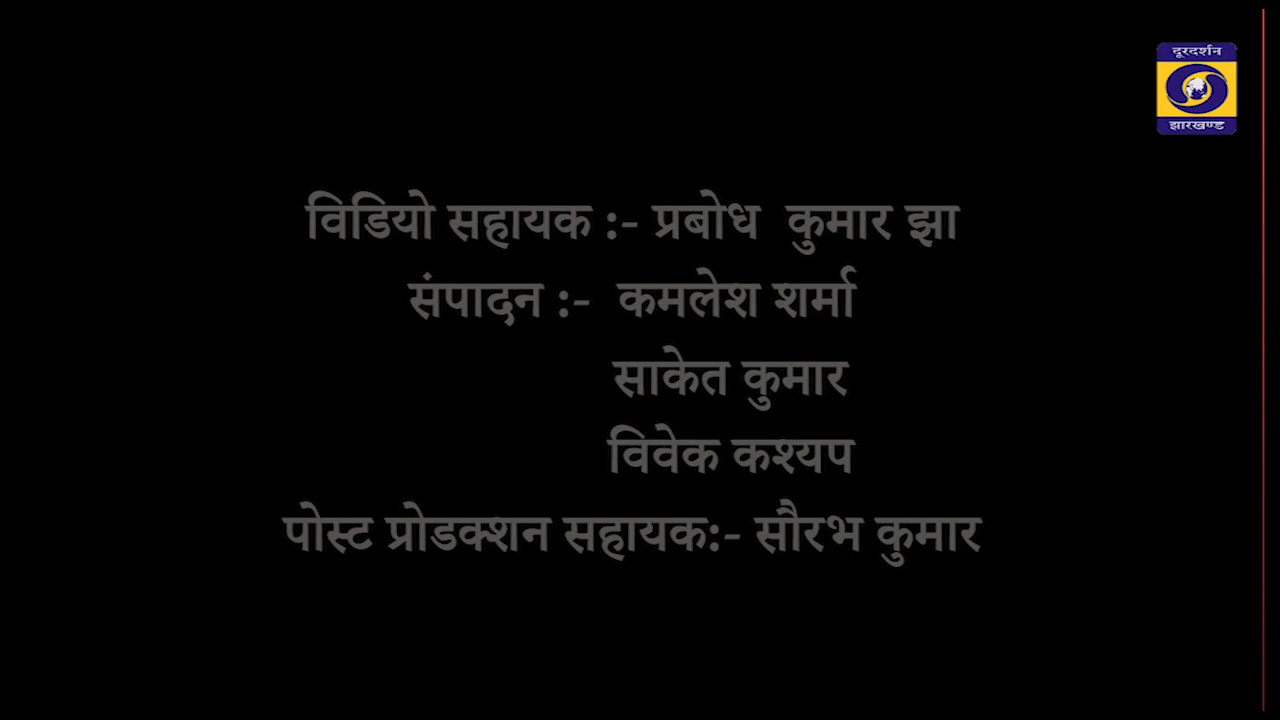 दूरदर्शन
झारखण्ड
विडियो सहायक :- प्रबोध  कुमार झा
संपादन :-  कमलेश शर्मा
साकेत कुमार
विवेक कश्यप
पोस्ट प्रोडक्शन सहायक:- सौरभ कुमार